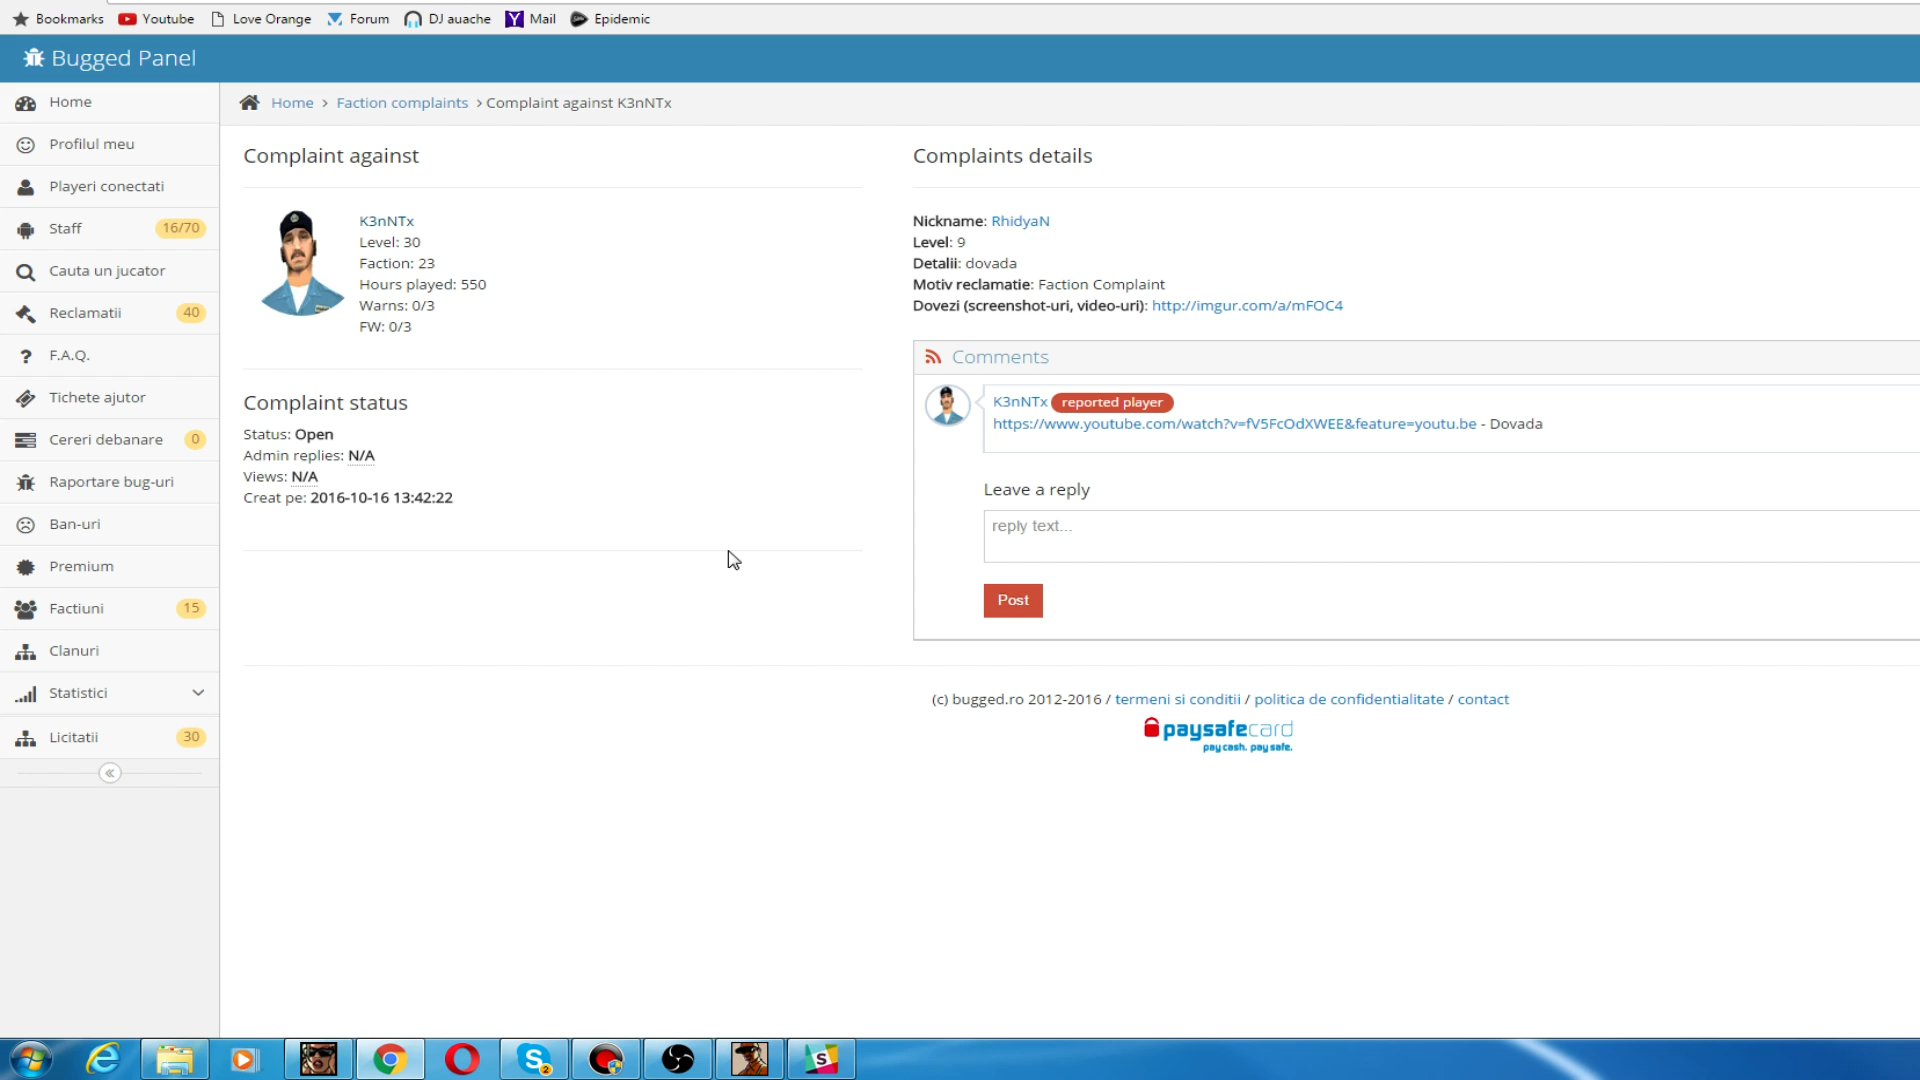 Bookmarks Youtube Love Orange Forum DJ auache Mail Epidemic
Bugged Panel
Home
Profilul meu
Playeri conectati
Staff 16/70
Cauta un jucator
Reclamatii 40
F.A.Q.
Tichete ajutor
Cereri debanare 0
Raportare bug-uri
Ban-uri
Premium
Factiuni 15
Clanuri
Statistici
Licitatii 30
Home > Faction complaints > Complaint against K3nNTx
Complaint against
K3nNTx
Level: 30
Faction: 23
Hours played: 550
Warns: 0/3
FW: 0/3
Complaint status
Status: Open
Admin replies: N/A
Views: N/A
Creat pe: 2016-10-16 13:42:22
Complaints details
Nickname: RhidyaN
Level: 9
Detalii: dovada
Motiv reclamatie: Faction Complaint
Dovezi (screenshot-uri, video-uri): http://imgur.com/a/mFOC4
Comments
K3nNTx reported player
https://www.youtube.com/watch?v=fV5FcOdXWEE&feature=youtu.be - Dovada
Leave a reply
reply text...
Post
(c) bugged.ro 2012-2016 / termeni si conditii / politica de confidentialitate / contact
paysafecard
pay cash. pay safe.